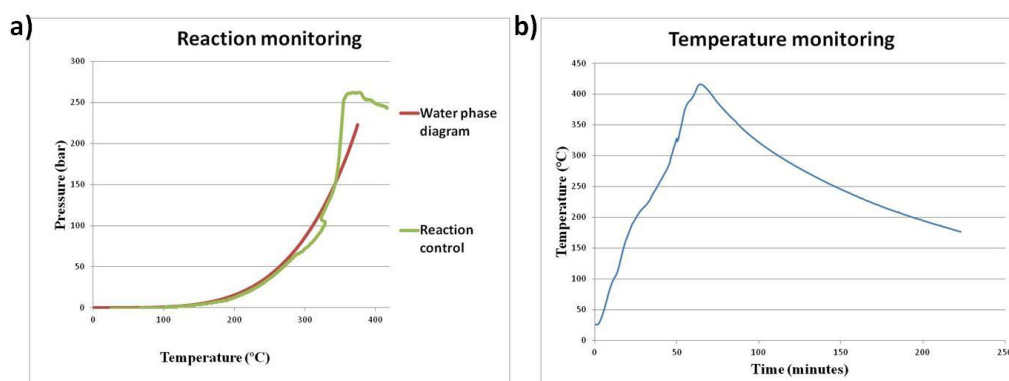 a)
Reaction monitoring
300
250
200
150
100
50
0
0
100
200
300
400
Pressure (bar)
Temperature (°C)
Water phase
diagram
Reaction
control
b)
Temperature monitoring
450
400
350
300
250
200
150
100
50
0
0
50
100
150
200
250
Temperature (°C)
Time (minutes)